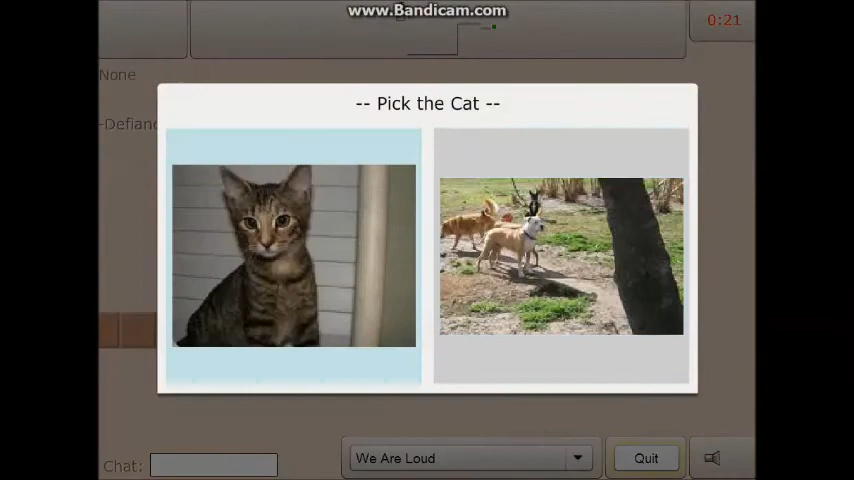 www.Bandicam.com
0:21
None
-- Pick the Cat --
-Defianc
We Are Loud
Quit
Chat: